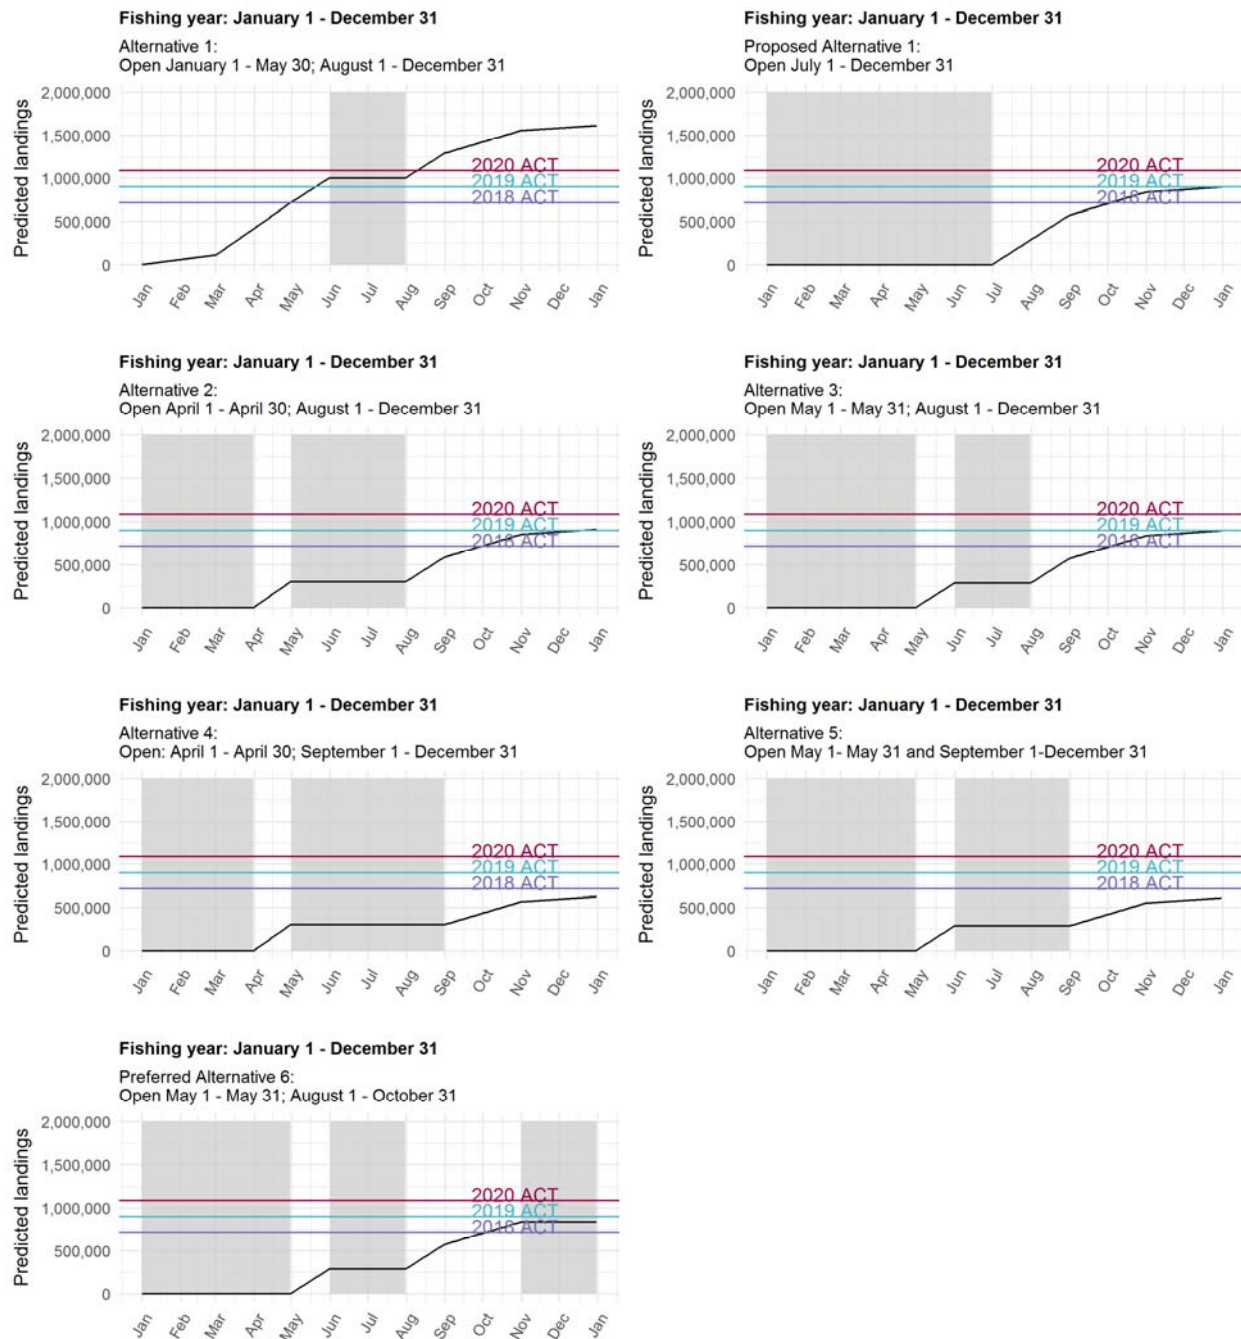 Fishing year: January 1 - December 31
Alternative 1:
Open January 1 - May 30; August 1 - December 31
Predicted landings
2,000,000
1,500,000
1,000,000
500,000
0
2020 ACT
2019 ACT
2018 ACT
Jan Feb Mar Apr May Jun Jul Aug Sep Oct Nov Dec Jan
Fishing year: January 1 - December 31
Proposed Alternative 1:
Open July 1 - December 31
Predicted landings
2,000,000
1,500,000
1,000,000
500,000
0
2020 ACT
2019 ACT
2018 ACT
Jan Feb Mar Apr May Jun Jul Aug Sep Oct Nov Dec Jan
Fishing year: January 1 - December 31
Alternative 2:
Open April 1 - April 30; August 1 - December 31
Predicted landings
2,000,000
1,500,000
1,000,000
500,000
0
2020 ACT
2019 ACT
2018 ACT
Jan Feb Mar Apr May Jun Jul Aug Sep Oct Nov Dec Jan
Fishing year: January 1 - December 31
Alternative 3:
Open May 1 - May 31; August 1 - December 31
Predicted landings
2,000,000
1,500,000
1,000,000
500,000
0
2020 ACT
2019 ACT
2018 ACT
Jan Feb Mar Apr May Jun Jul Aug Sep Oct Nov Dec Jan
Fishing year: January 1 - December 31
Alternative 4:
Open: April 1 - April 30; September 1 - December 31
Predicted landings
2,000,000
1,500,000
1,000,000
500,000
0
2020 ACT
2019 ACT
2018 ACT
Jan Feb Mar Apr May Jun Jul Aug Sep Oct Nov Dec Jan
Fishing year: January 1 - December 31
Alternative 5:
Open May 1- May 31 and September 1-December 31
Predicted landings
2,000,000
1,500,000
1,000,000
500,000
0
2020 ACT
2019 ACT
2018 ACT
Jan Feb Mar Apr May Jun Jul Aug Sep Oct Nov Dec Jan
Fishing year: January 1 - December 31
Preferred Alternative 6:
Open May 1 - May 31; August 1 - October 31
Predicted landings
2,000,000
1,500,000
1,000,000
500,000
0
2020 ACT
2019 ACT
2018 ACT
Jan Feb Mar Apr May Jun Jul Aug Sep Oct Nov Dec Jan